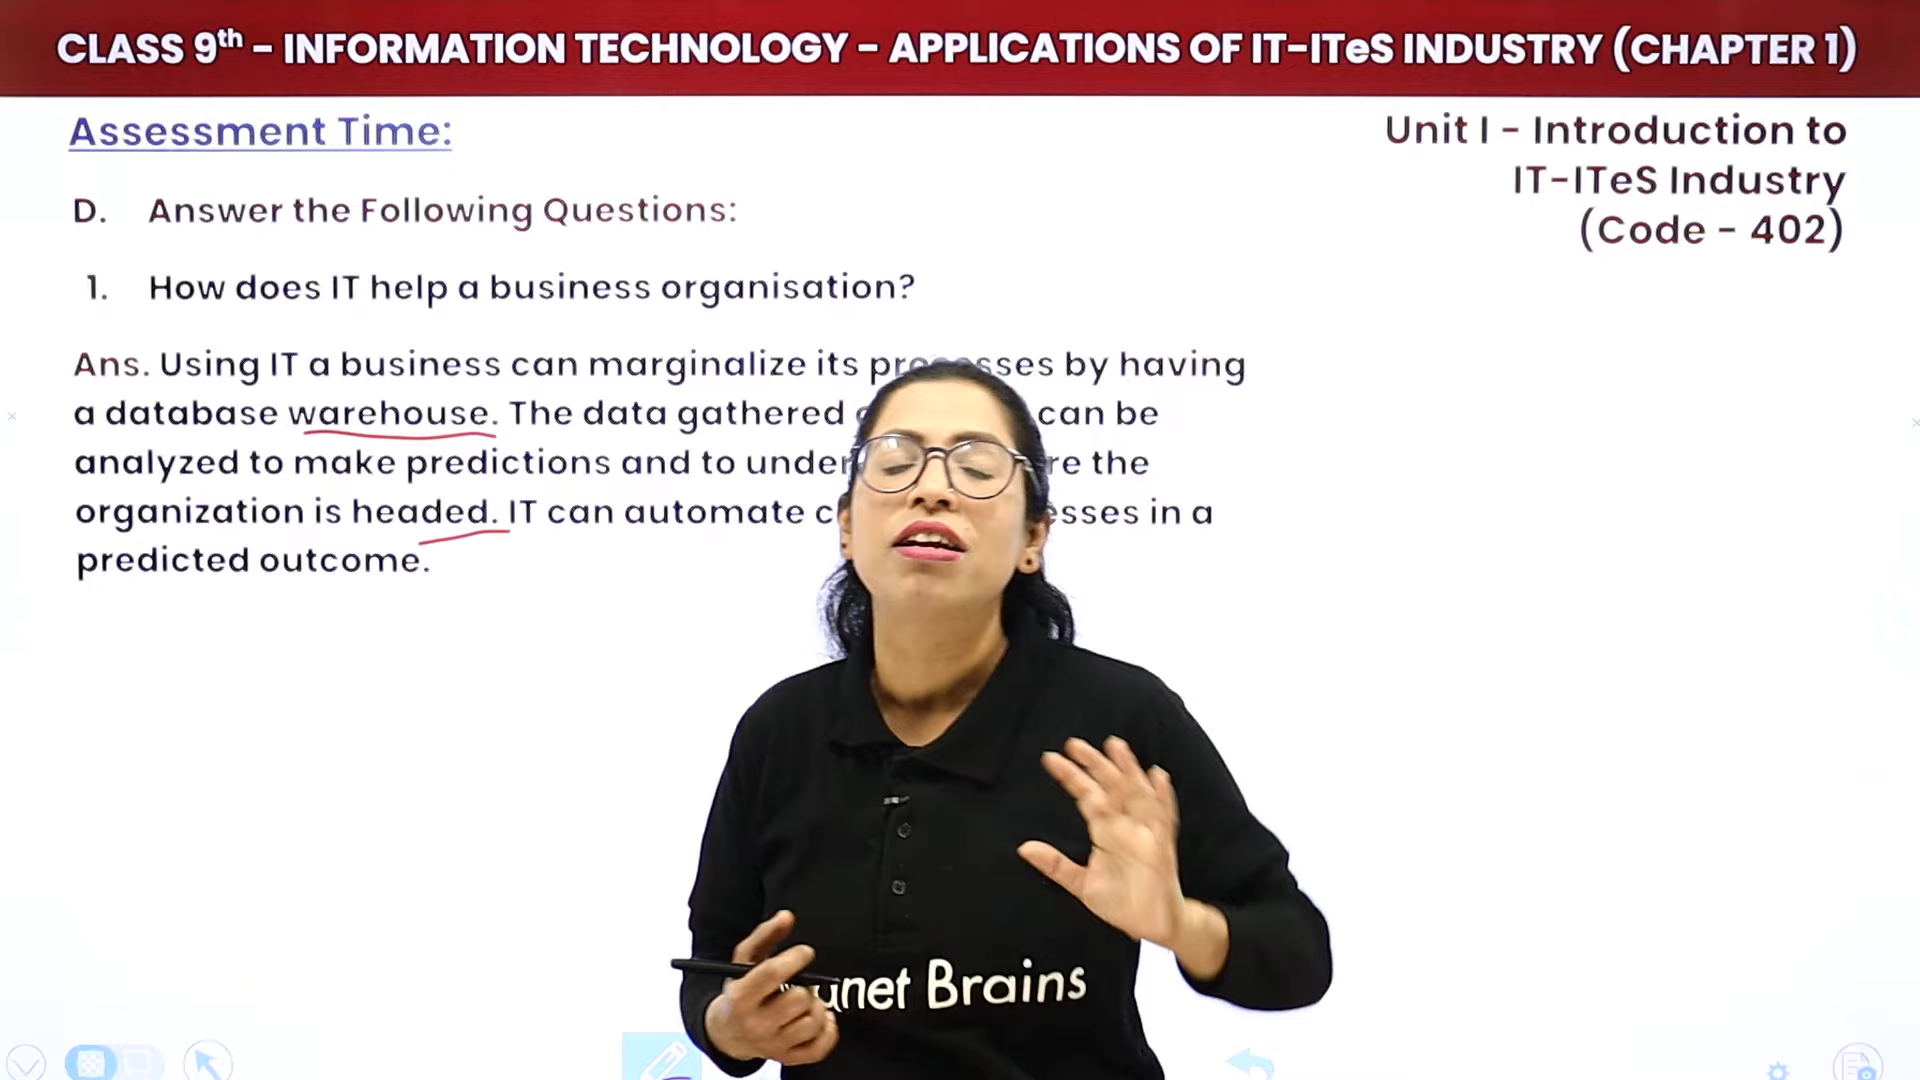 CLASS 9th – INFORMATION TECHNOLOGY – APPLICATIONS OF IT-ITeS INDUSTRY (CHAPTER 1)
Assessment Time:
Unit I – Introduction to
IT-ITeS Industry
(Code – 402)
D. Answer the Following Questions:
1. How does IT help a business organisation?
Ans. Using IT a business can marginalize its processes by having
a database warehouse. The data gathered can be
analyzed to make predictions and to the
organization is headed. IT can automate in a
predicted outcome.
Brains